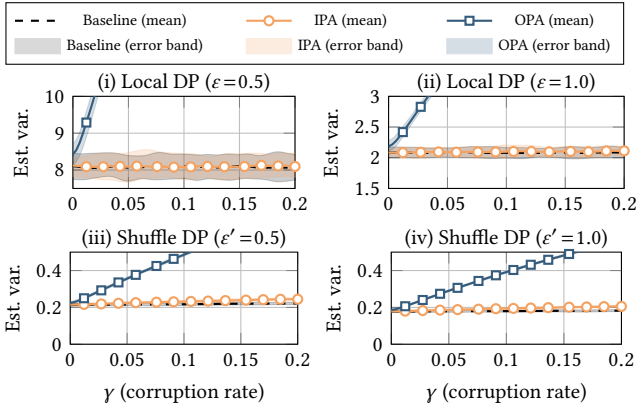 Baseline (mean) IPA (mean) OPA (mean)
Baseline (error band) IPA (error band) OPA (error band)
(i) Local DP (ε=0.5) (ii) Local DP (ε=1.0)
Est. var.
10
9
8
0 0.05 0.1 0.15 0.2
Est. var.
3
2.5
2
1.5
0 0.05 0.1 0.15 0.2
(iii) Shuffle DP (ε′=0.5) (iv) Shuffle DP (ε′=1.0)
Est. var.
0.4
0.2
0
0 0.05 0.1 0.15 0.2
γ (corruption rate)
Est. var.
0.4
0.2
0
0 0.05 0.1 0.15 0.2
γ (corruption rate)